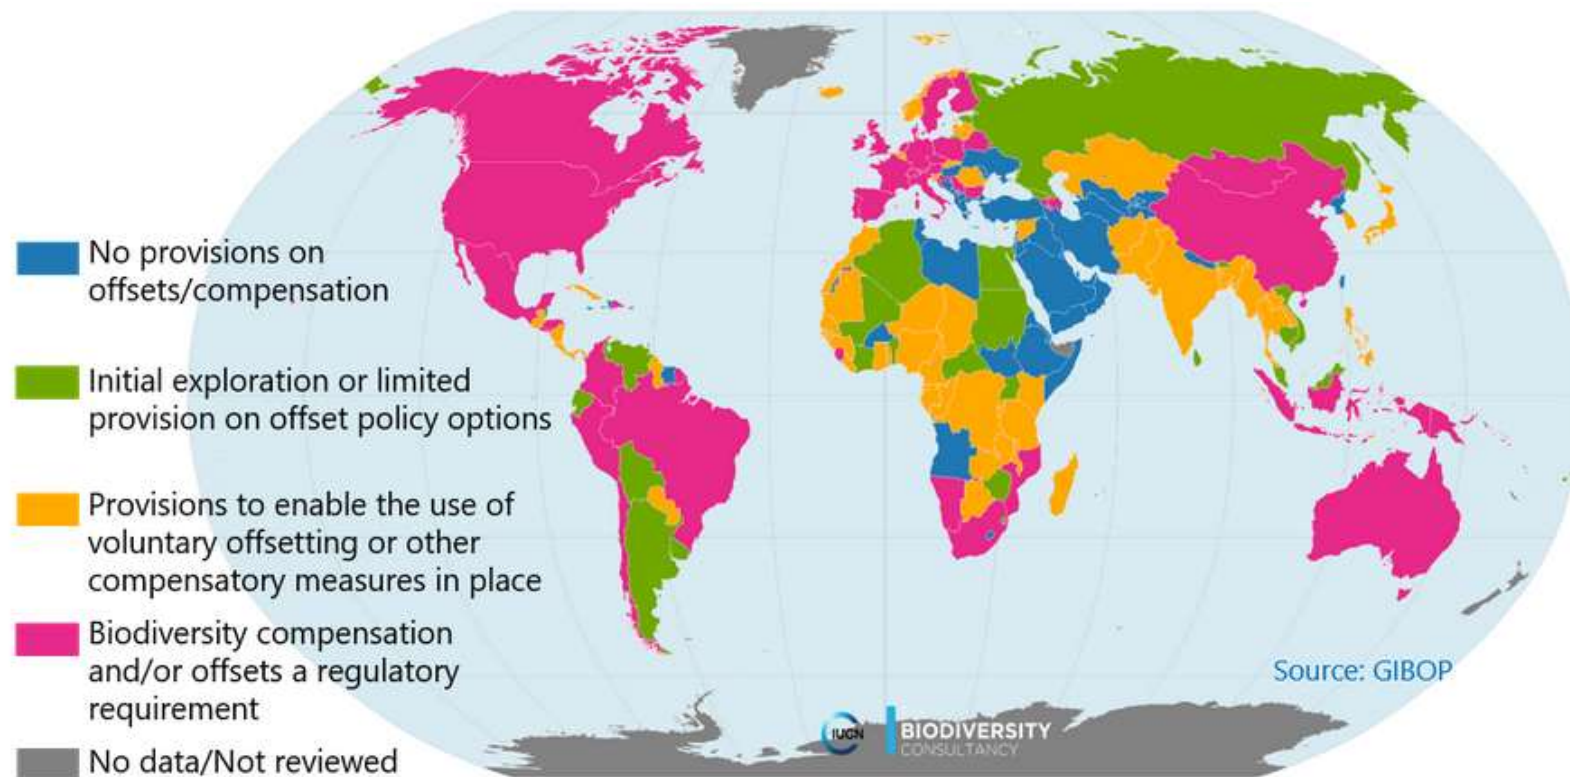 No provisions on
offsets/compensation
Initial exploration or limited
provision on offset policy options
Provisions to enable the use of
voluntary offsetting or other
compensatory measures in place
Biodiversity compensation
and/or offsets a regulatory
requirement
No data/Not reviewed
Source: GIBOP
IUCN
BIODIVERSITY
CONSULTANCY